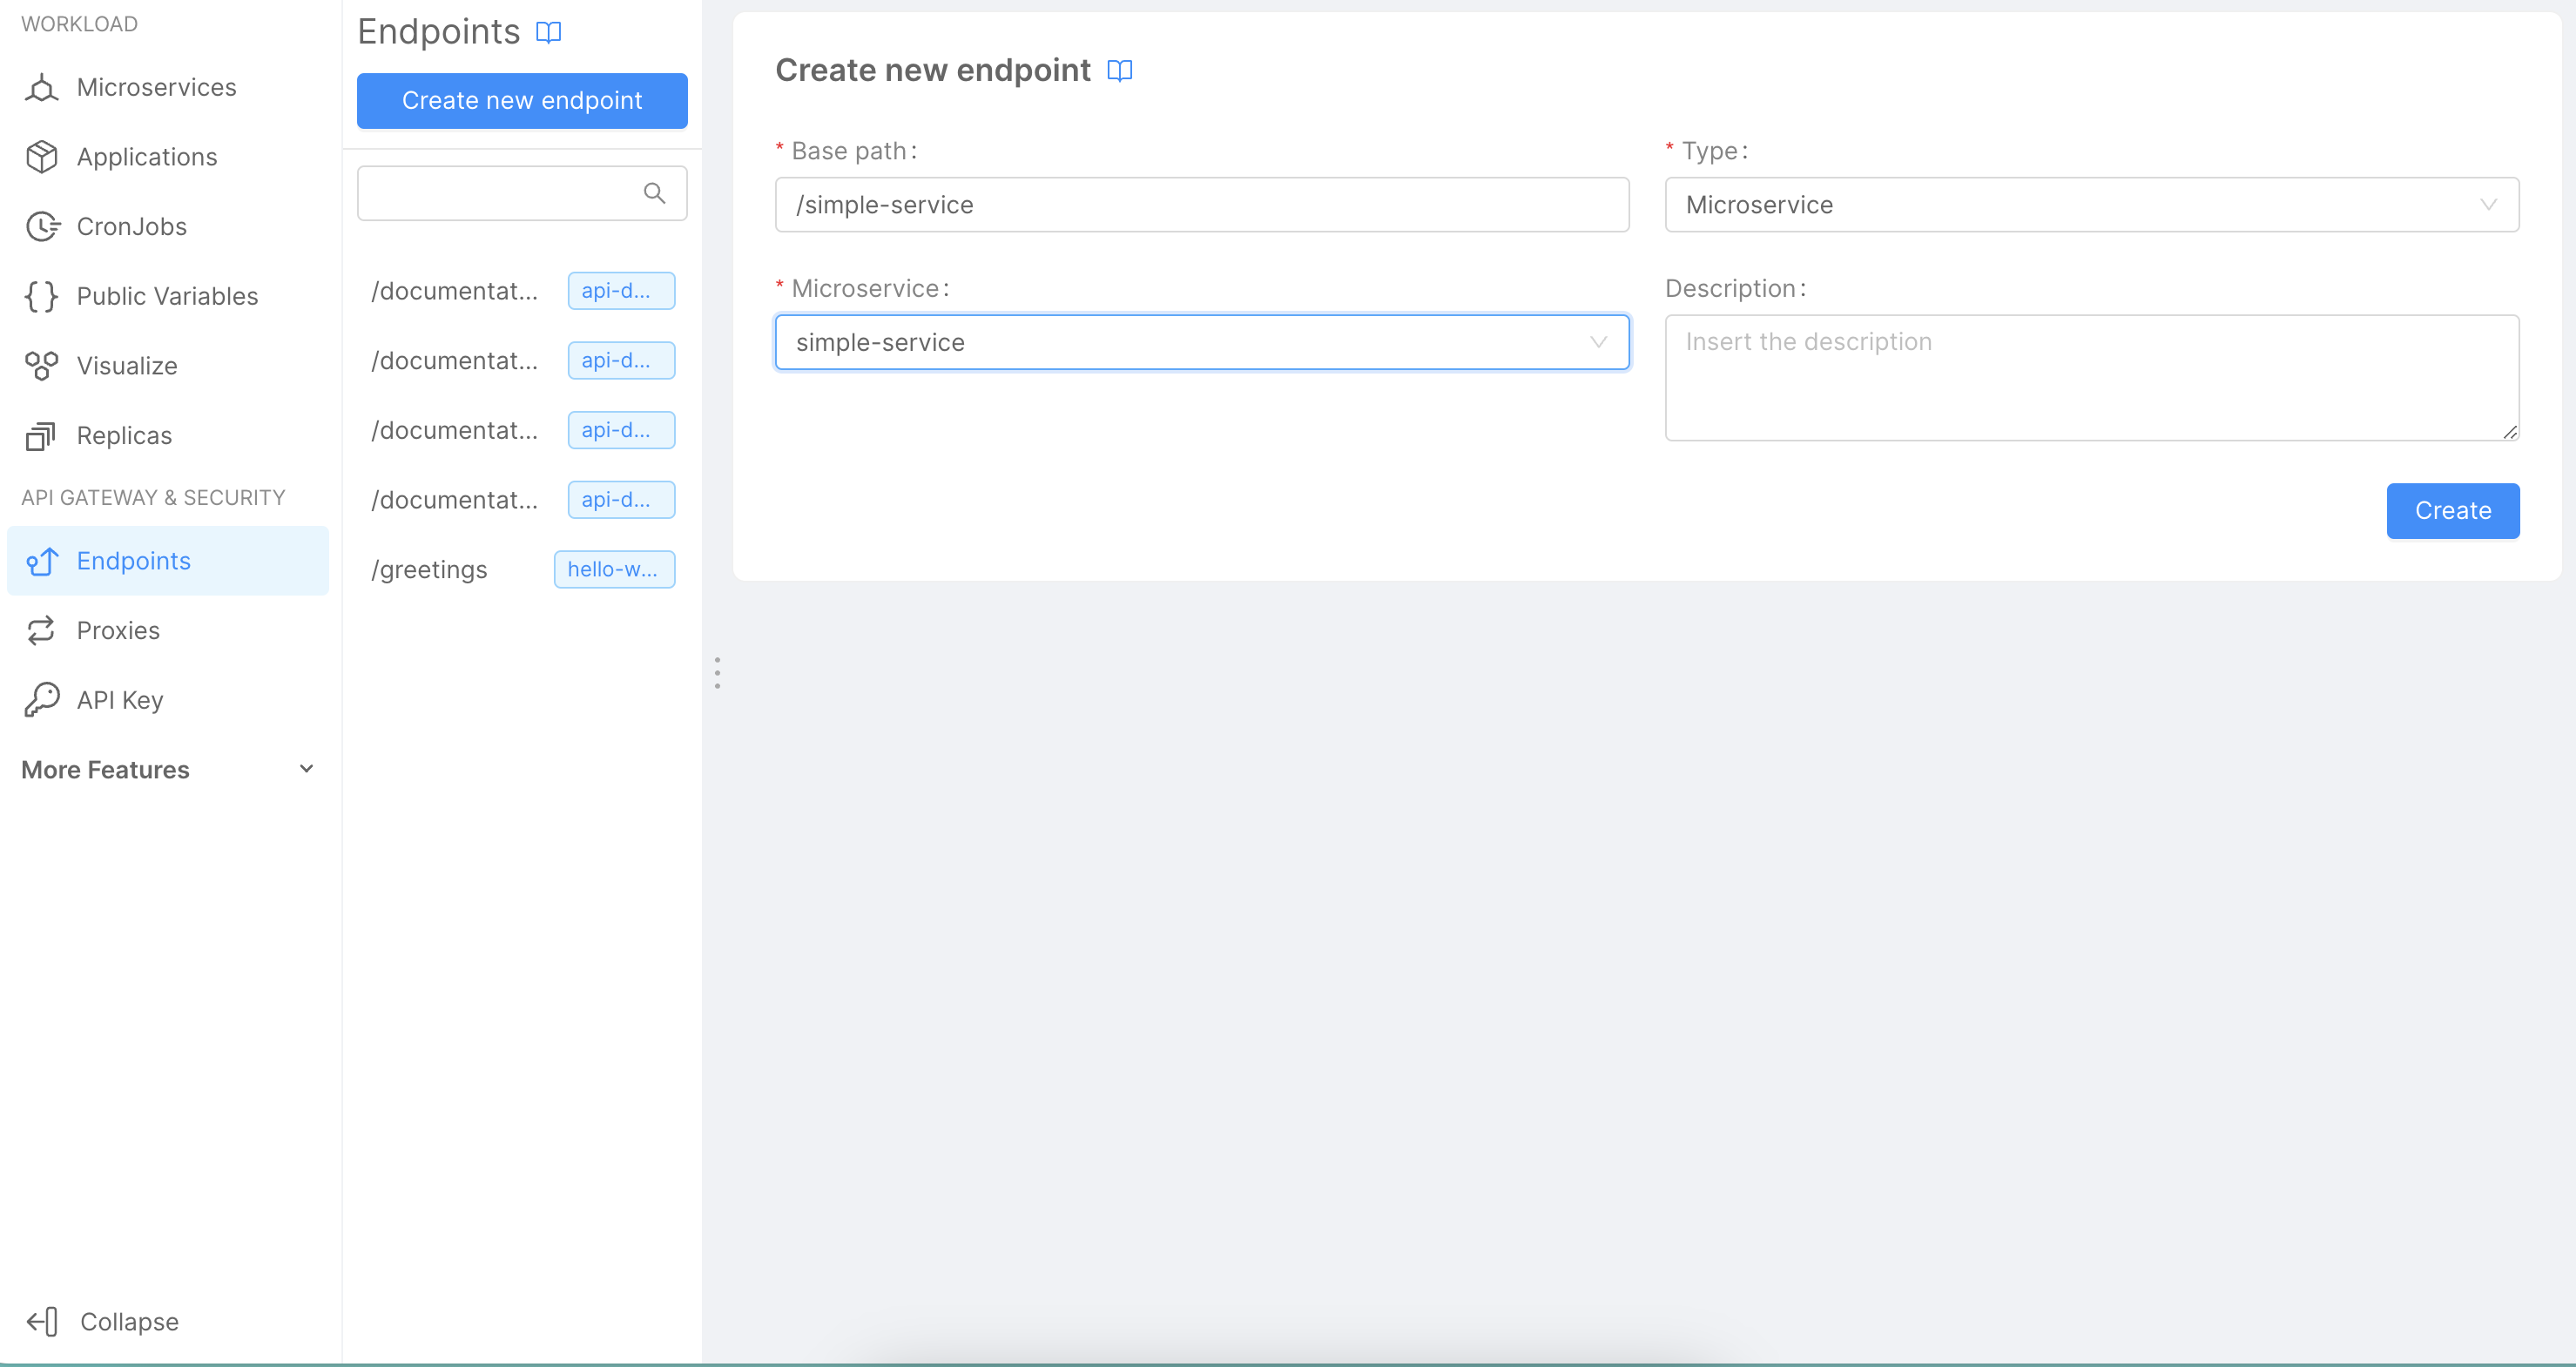 WORKLOAD
Microservices
Applications
CronJobs
Public Variables
Visualize
Replicas
API GATEWAY & SECURITY
Endpoints
Proxies
API Key
More Features
Collapse
Endpoints
Create new endpoint
/documentat... api-d...
/documentat... api-d...
/documentat... api-d...
/documentat... api-d...
/greetings hello-w...
Create new endpoint
* Base path:
/simple-service
* Type:
Microservice
* Microservice:
simple-service
Description:
Insert the description
Create